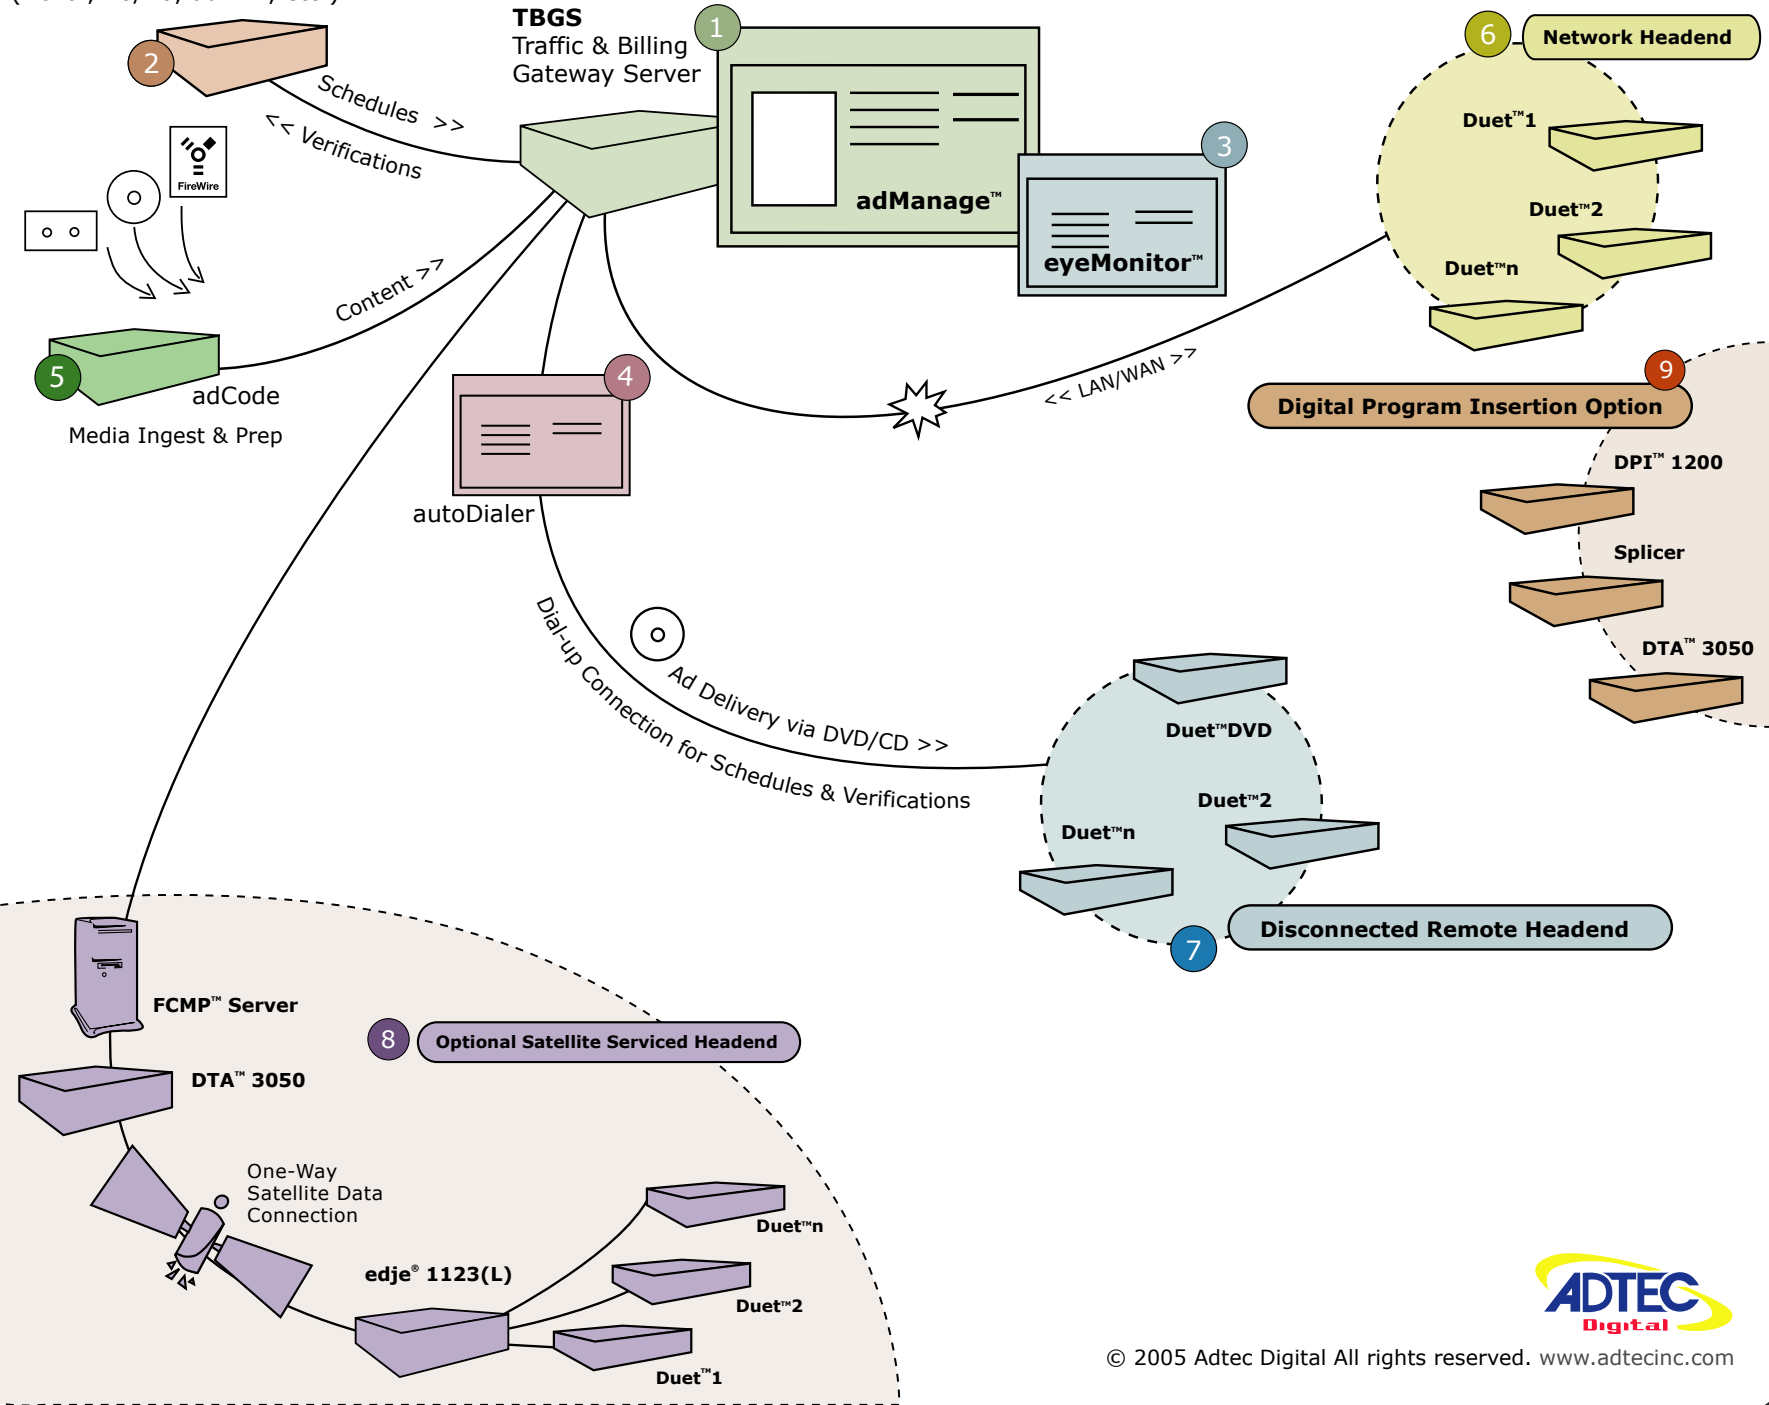 TBGS
Traffic & Billing
Gateway Server
1
2
Schedules >>
<< Verifications
FireWire
adManage™
3
eyeMonitor™
6
Network Headend
Duet™1
Duet™2
Duet™n
Content >>
5
adCode
Media Ingest & Prep
4
autoDialer
<< LAN/WAN >>
9
Digital Program Insertion Option
DPI™ 1200
Splicer
DTA™ 3050
Ad Delivery via DVD/CD >>
Dial-up Connection for Schedules & Verifications
Duet™DVD
Duet™2
Duet™n
7
Disconnected Remote Headend
FCMP™ Server
8
Optional Satellite Serviced Headend
DTA™ 3050
One-Way
Satellite Data
Connection
edje® 1123(L)
Duet™n
Duet™2
Duet™1
ADTEC
Digital
© 2005 Adtec Digital All rights reserved. www.adtecinc.com